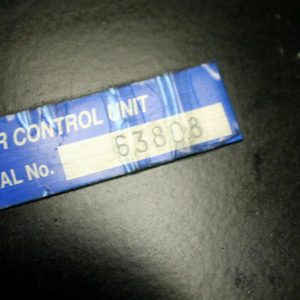 R CONTROL UNIT
AL No. 63808